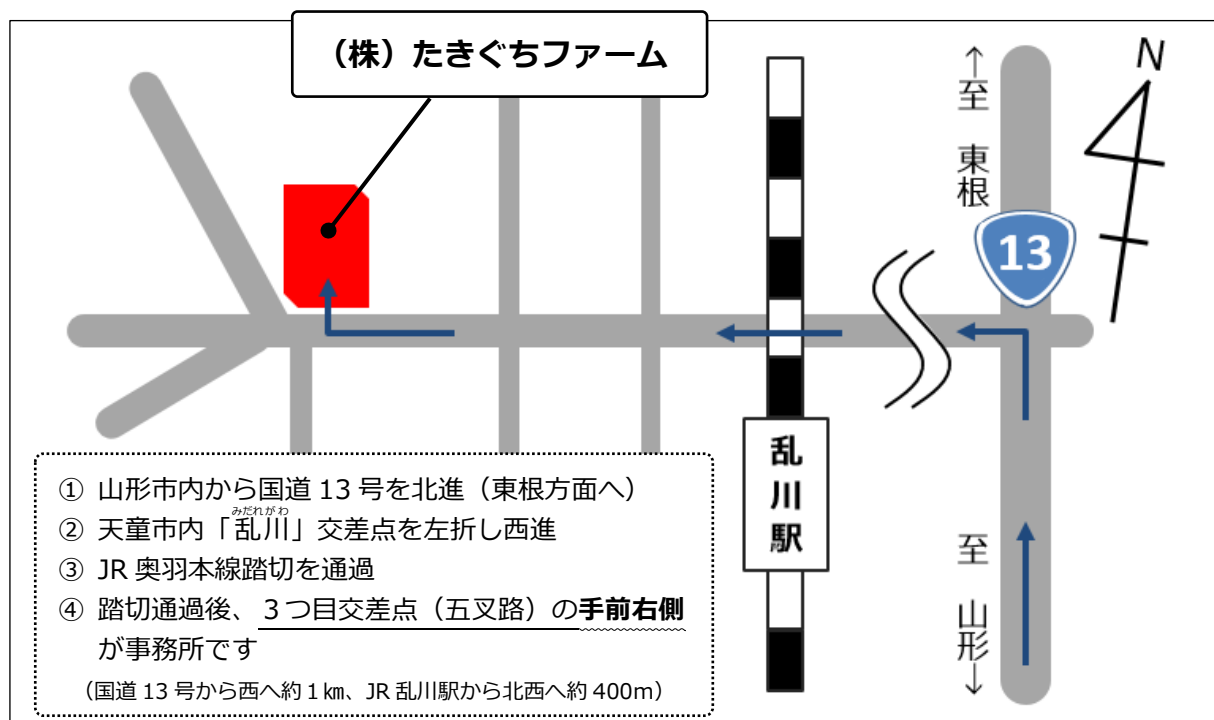 （株）たきぐちファーム
N
↑至 東根
13
乱川駅
至 山形↓
① 山形市内から国道 13 号を北進（東根方面へ）
みだれがわ
② 天童市内「乱川」交差点を左折し西進
③ JR 奥羽本線踏切を通過
④ 踏切通過後、３つ目交差点（五叉路）の手前右側
が事務所です
（国道 13 号から西へ約１㎞、JR 乱川駅から北西へ約 400m）